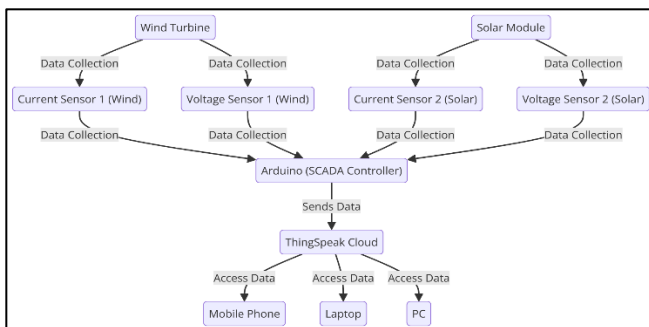 Wind Turbine Solar Module
Data Collection Data Collection Data Collection Data Collection
Current Sensor 1 (Wind) Voltage Sensor 1 (Wind) Current Sensor 2 (Solar) Voltage Sensor 2 (Solar)
Data Collection Data Collection Data Collection Data Collection
Arduino (SCADA Controller)
Sends Data
ThingSpeak Cloud
Access Data Access Data Access Data
Mobile Phone Laptop PC